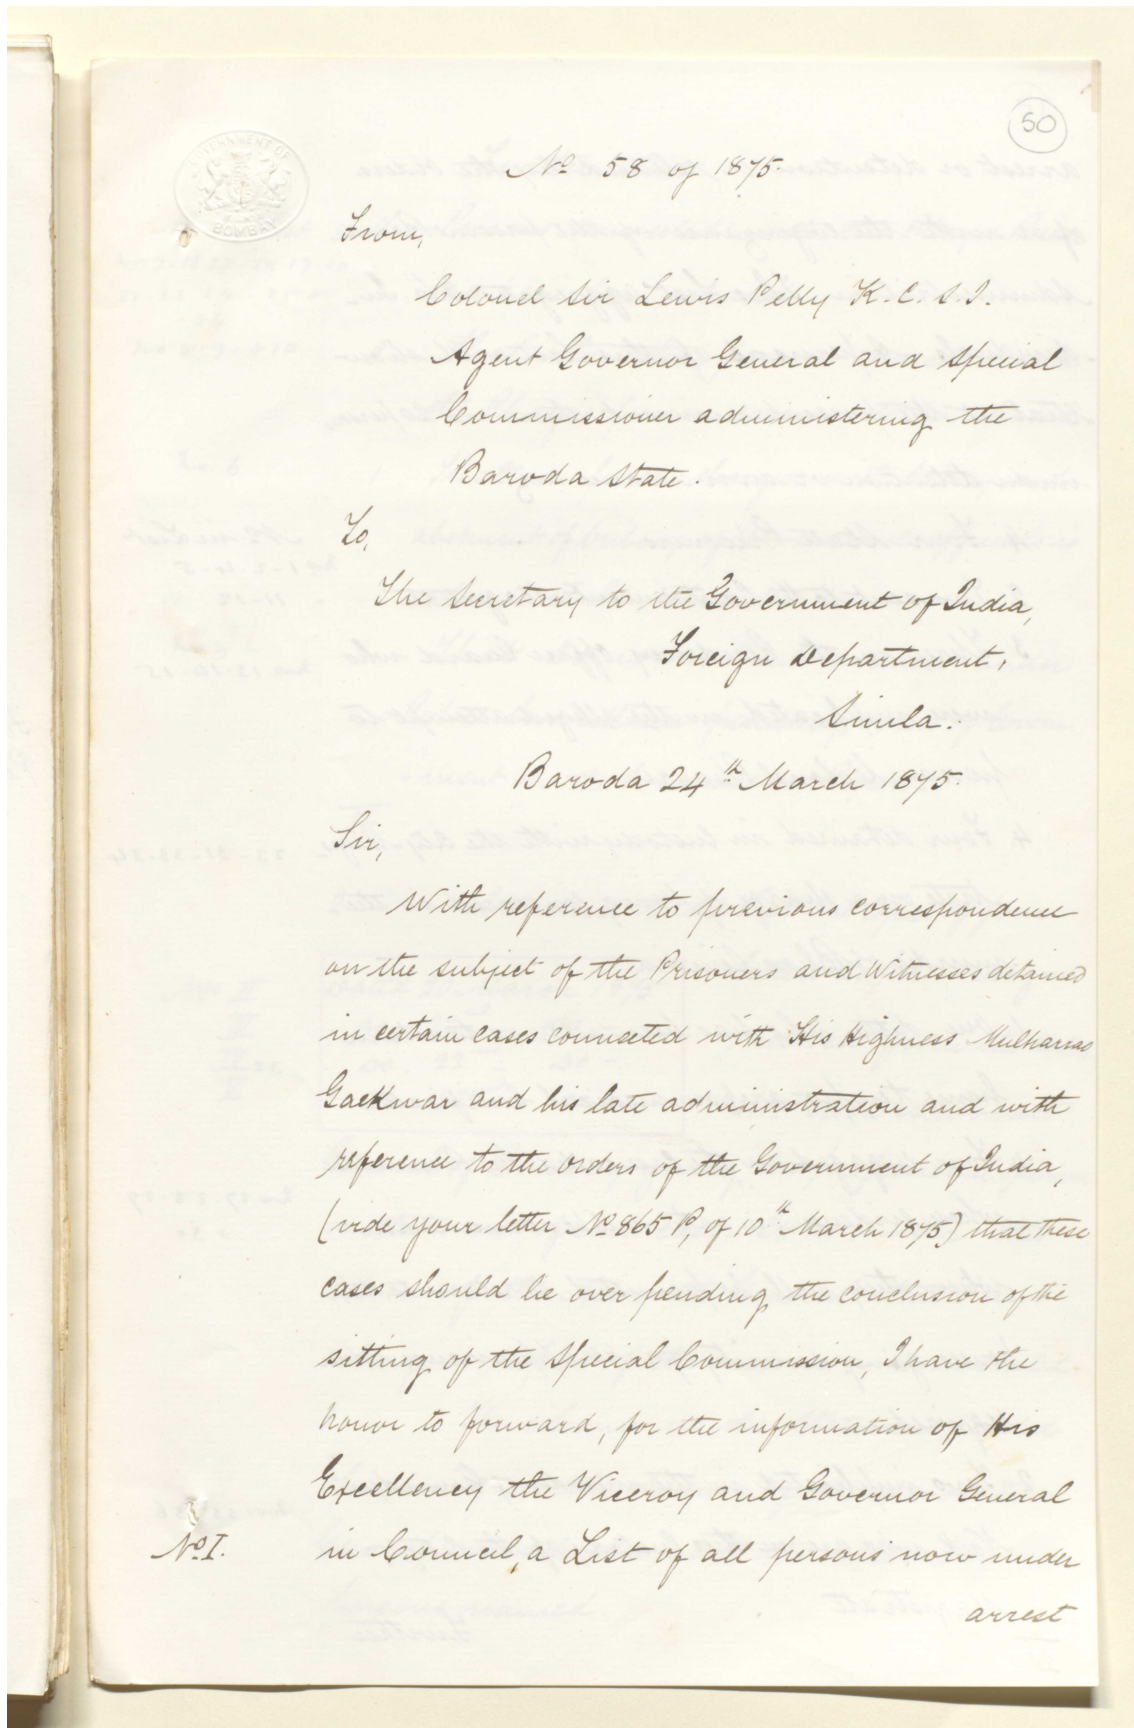 50
GOVERNMENT OF
BOMBAY
No 58 of 1875.
From,
Colonel Sir Lewis Pelly K.C.S.I.
Agent Governor General and Special
Commissioner administering the
Baroda State.
To,
The Secretary to the Government of India,
Foreign Department,
Simla.
Baroda 24th March 1875.
Sir,
With reference to previous correspondence
on the subject of the Prisoners and Witnesses detained
in certain cases connected with His Highness Mulharrao
Gaekwar and his late administration and with
reference to the orders of the Government of India,
(vide your letter No 865 P, of 10th March 1875) that these
cases should lie over pending the conclusion of the
sitting of the Special Commission, I have the
honor to forward, for the information of His
Excellency the Viceroy and Governor General
No I. in Council, a List of all persons now under
arrest